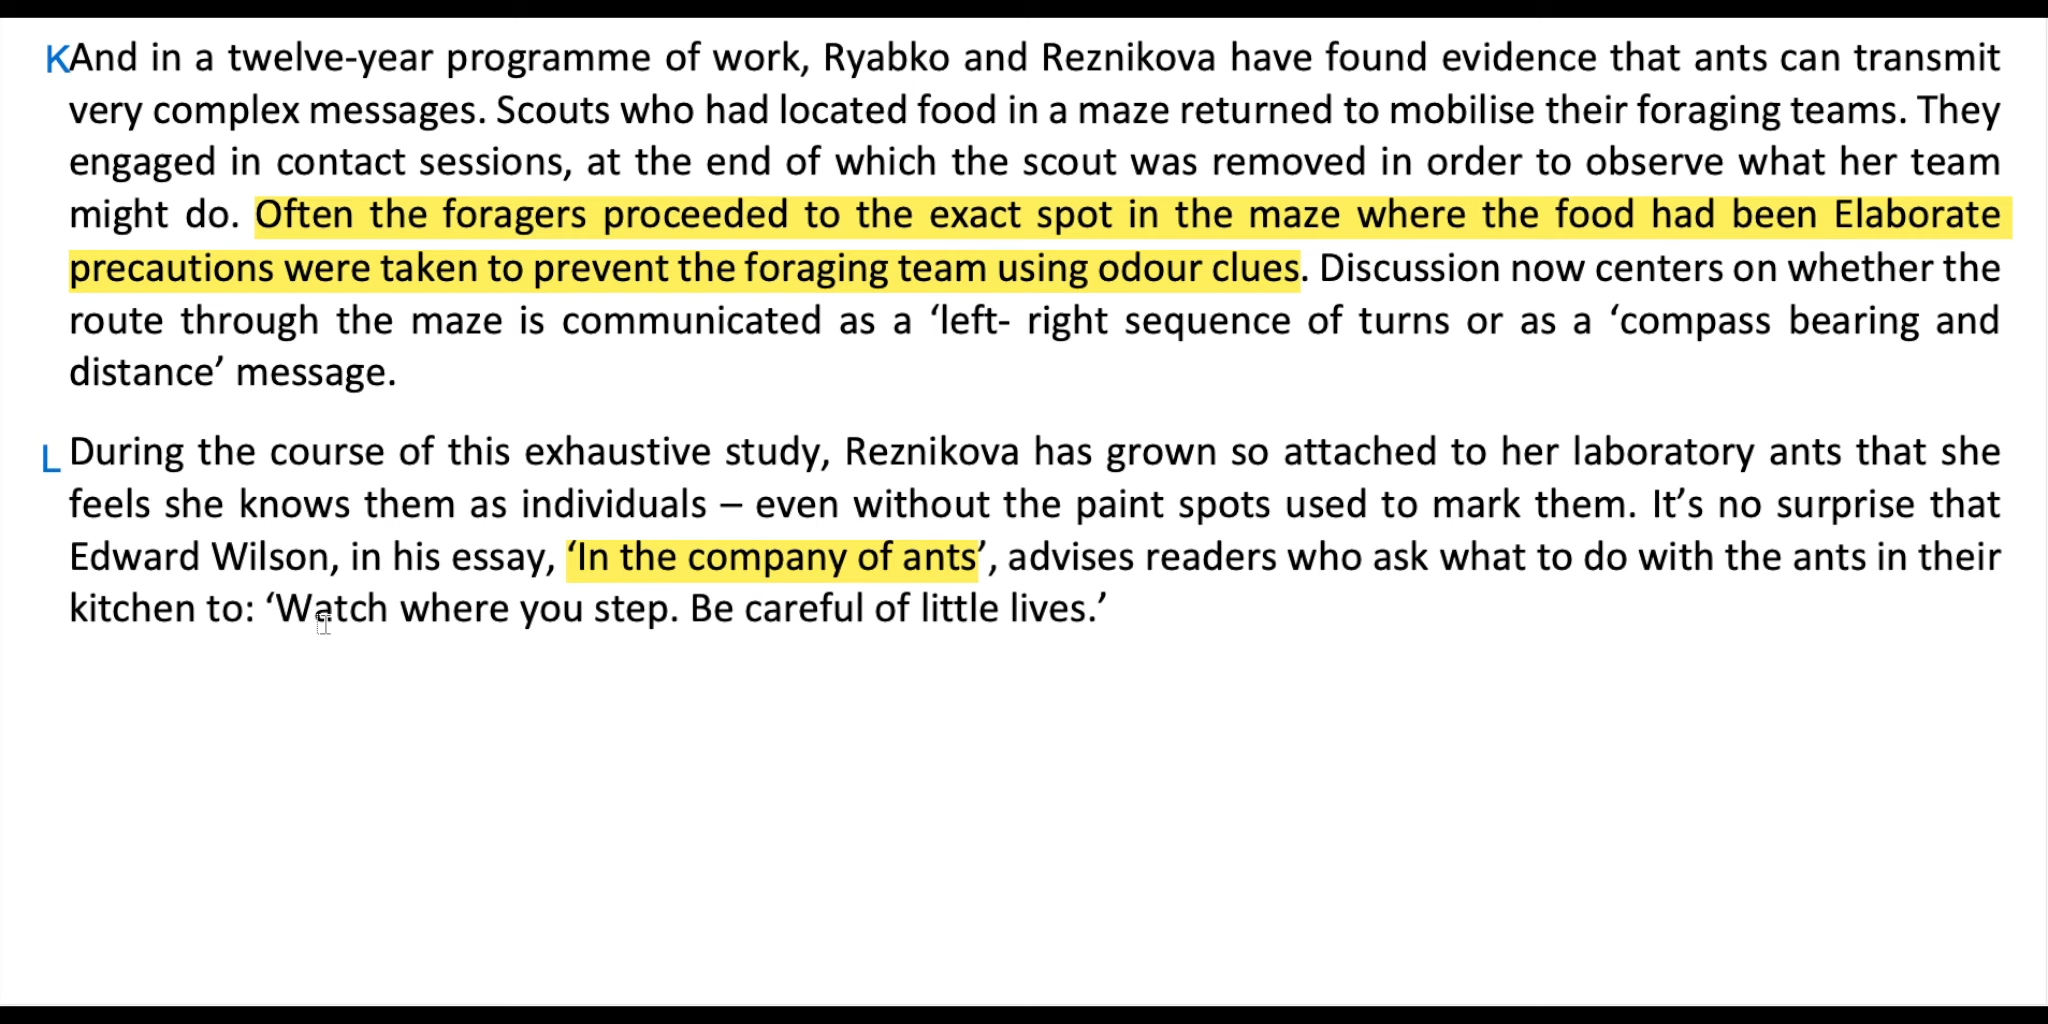 KAnd in a twelve-year programme of work, Ryabko and Reznikova have found evidence that ants can transmit
very complex messages. Scouts who had located food in a maze returned to mobilise their foraging teams. They
engaged in contact sessions, at the end of which the scout was removed in order to observe what her team
might do. Often the foragers proceeded to the exact spot in the maze where the food had been Elaborate
precautions were taken to prevent the foraging team using odour clues. Discussion now centers on whether the
route through the maze is communicated as a ‘left- right sequence of turns or as a ‘compass bearing and
distance’ message.
L During the course of this exhaustive study, Reznikova has grown so attached to her laboratory ants that she
feels she knows them as individuals – even without the paint spots used to mark them. It’s no surprise that
Edward Wilson, in his essay, ‘In the company of ants’, advises readers who ask what to do with the ants in their
kitchen to: ‘Watch where you step. Be careful of little lives.’